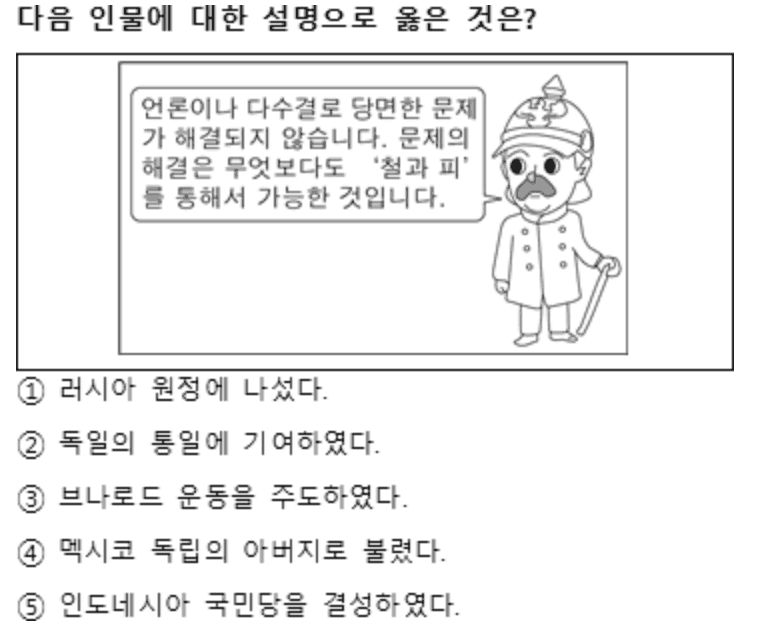 다음 인물에 대한 설명으로 옳은 것은?
언론이나 다수결로 당면한 문제
가 해결되지 않습니다. 문제의
해결은 무엇보다도 ‘철과 피’
를 통해서 가능한 것입니다.
① 러시아 원정에 나섰다.
② 독일의 통일에 기여하였다.
③ 브나로드 운동을 주도하였다.
④ 멕시코 독립의 아버지로 불렸다.
⑤ 인도네시아 국민당을 결성하였다.